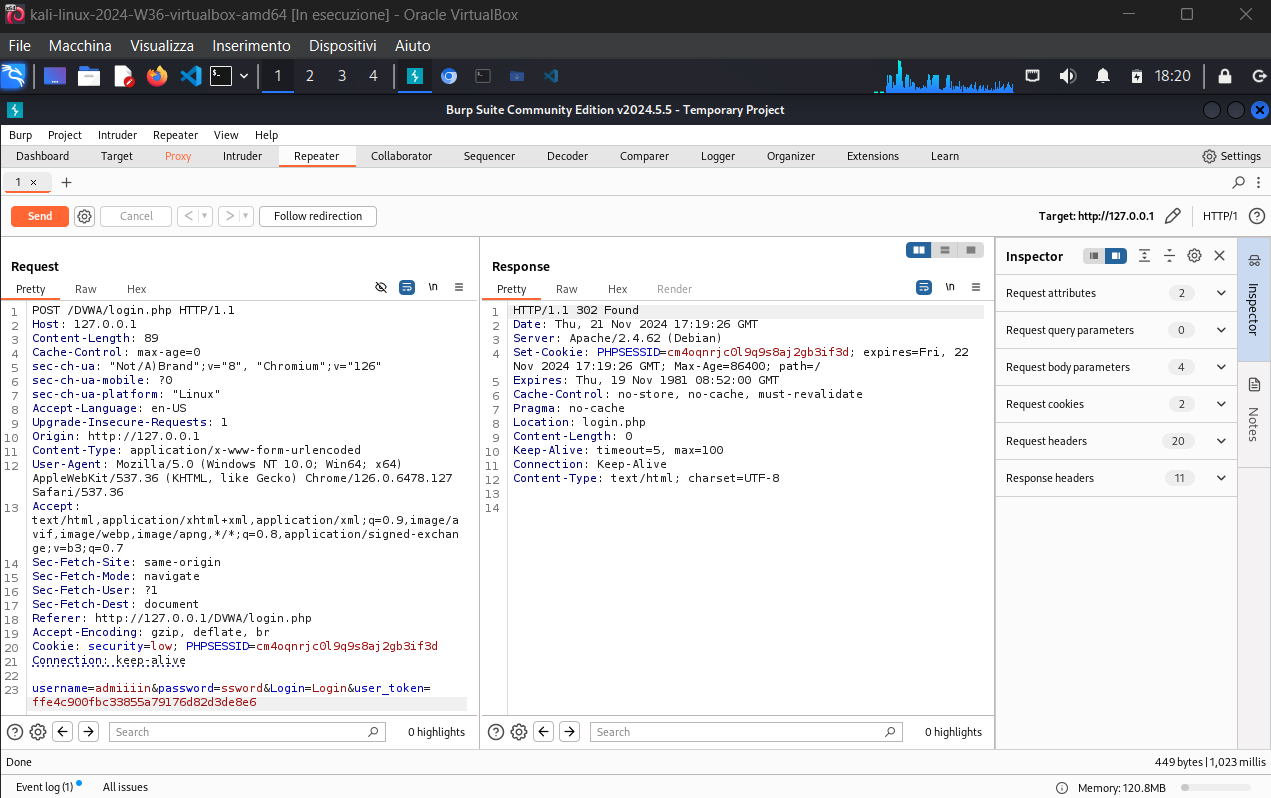 kali-linux-2024-W36-virtualbox-amd64 [In esecuzione] - Oracle VirtualBox
File Macchina Visualizza Inserimento Dispositivi Aiuto
1 2 3 4 18:20
Burp Suite Community Edition v2024.5.5 - Temporary Project
Burp Project Intruder Repeater View Help
Dashboard Target Proxy Intruder Repeater Collaborator Sequencer Decoder Comparer Logger Organizer Extensions Learn Settings
1 × +
Send Cancel < > Follow redirection Target: http://127.0.0.1 HTTP/1 ?
Request
Pretty Raw Hex \n
1 POST /DVWA/login.php HTTP/1.1
2 Host: 127.0.0.1
3 Content-Length: 89
4 Cache-Control: max-age=0
5 sec-ch-ua: "Not/A)Brand";v="8", "Chromium";v="126"
6 sec-ch-ua-mobile: ?0
7 sec-ch-ua-platform: "Linux"
8 Accept-Language: en-US
9 Upgrade-Insecure-Requests: 1
10 Origin: http://127.0.0.1
11 Content-Type: application/x-www-form-urlencoded
12 User-Agent: Mozilla/5.0 (Windows NT 10.0; Win64; x64)
AppleWebKit/537.36 (KHTML, like Gecko) Chrome/126.0.6478.127
Safari/537.36
13 Accept:
text/html,application/xhtml+xml,application/xml;q=0.9,image/a
vif,image/webp,image/apng,*/*;q=0.8,application/signed-exchan
ge;v=b3;q=0.7
14 Sec-Fetch-Site: same-origin
15 Sec-Fetch-Mode: navigate
16 Sec-Fetch-User: ?1
17 Sec-Fetch-Dest: document
18 Referer: http://127.0.0.1/DVWA/login.php
19 Accept-Encoding: gzip, deflate, br
20 Cookie: security=low; PHPSESSID=cm4oqnrjc0l9q9s8aj2gb3if3d
21 Connection: keep-alive
22
23 username=admiiiin&password=ssword&Login=Login&user_token=
ffe4c900fbc33855a79176d82d3de8e6
? Search 0 highlights
Response
Pretty Raw Hex Render \n
1 HTTP/1.1 302 Found
2 Date: Thu, 21 Nov 2024 17:19:26 GMT
3 Server: Apache/2.4.62 (Debian)
4 Set-Cookie: PHPSESSID=cm4oqnrjc0l9q9s8aj2gb3if3d; expires=Fri, 22
Nov 2024 17:19:26 GMT; Max-Age=86400; path=/
5 Expires: Thu, 19 Nov 1981 08:52:00 GMT
6 Cache-Control: no-store, no-cache, must-revalidate
7 Pragma: no-cache
8 Location: login.php
9 Content-Length: 0
10 Keep-Alive: timeout=5, max=100
11 Connection: Keep-Alive
12 Content-Type: text/html; charset=UTF-8
13
14
? Search 0 highlights
Inspector
Request attributes 2
Request query parameters 0
Request body parameters 4
Request cookies 2
Request headers 20
Response headers 11
Inspector
Notes
Done 449 bytes | 1,023 millis
Event log (1) All issues Memory: 120.8MB